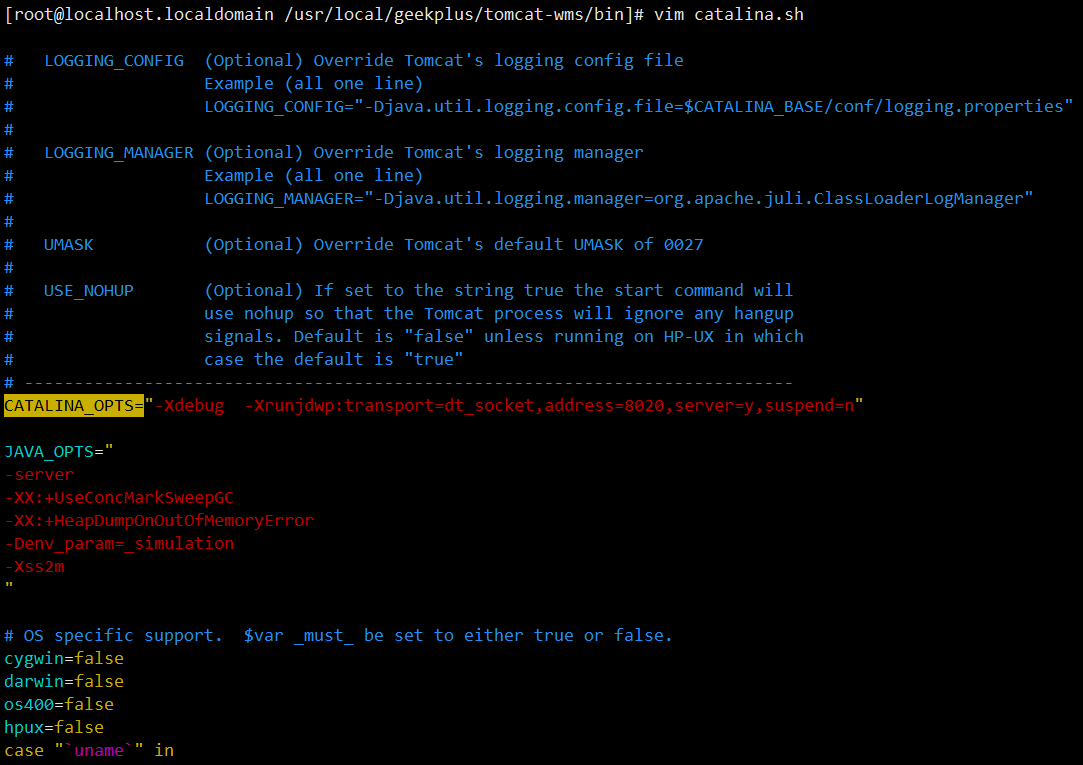 [root@localhost.localdomain /usr/local/geekplus/tomcat-wms/bin]# vim catalina.sh
#   LOGGING_CONFIG  (Optional) Override Tomcat's logging config file
#                   Example (all one line)
#                   LOGGING_CONFIG="-Djava.util.logging.config.file=$CATALINA_BASE/conf/logging.properties"
#
#   LOGGING_MANAGER (Optional) Override Tomcat's logging manager
#                   Example (all one line)
#                   LOGGING_MANAGER="-Djava.util.logging.manager=org.apache.juli.ClassLoaderLogManager"
#
#   UMASK           (Optional) Override Tomcat's default UMASK of 0027
#
#   USE_NOHUP       (Optional) If set to the string true the start command will
#                   use nohup so that the Tomcat process will ignore any hangup
#                   signals. Default is "false" unless running on HP-UX in which
#                   case the default is "true"
# -----------------------------------------------------------------------------
CATALINA_OPTS="-Xdebug  -Xrunjdwp:transport=dt_socket,address=8020,server=y,suspend=n"
JAVA_OPTS="
-server
-XX:+UseConcMarkSweepGC
-XX:+HeapDumpOnOutOfMemoryError
-Denv_param=_simulation
-Xss2m
"
# OS specific support.  $var _must_ be set to either true or false.
cygwin=false
darwin=false
os400=false
hpux=false
case "`uname`" in